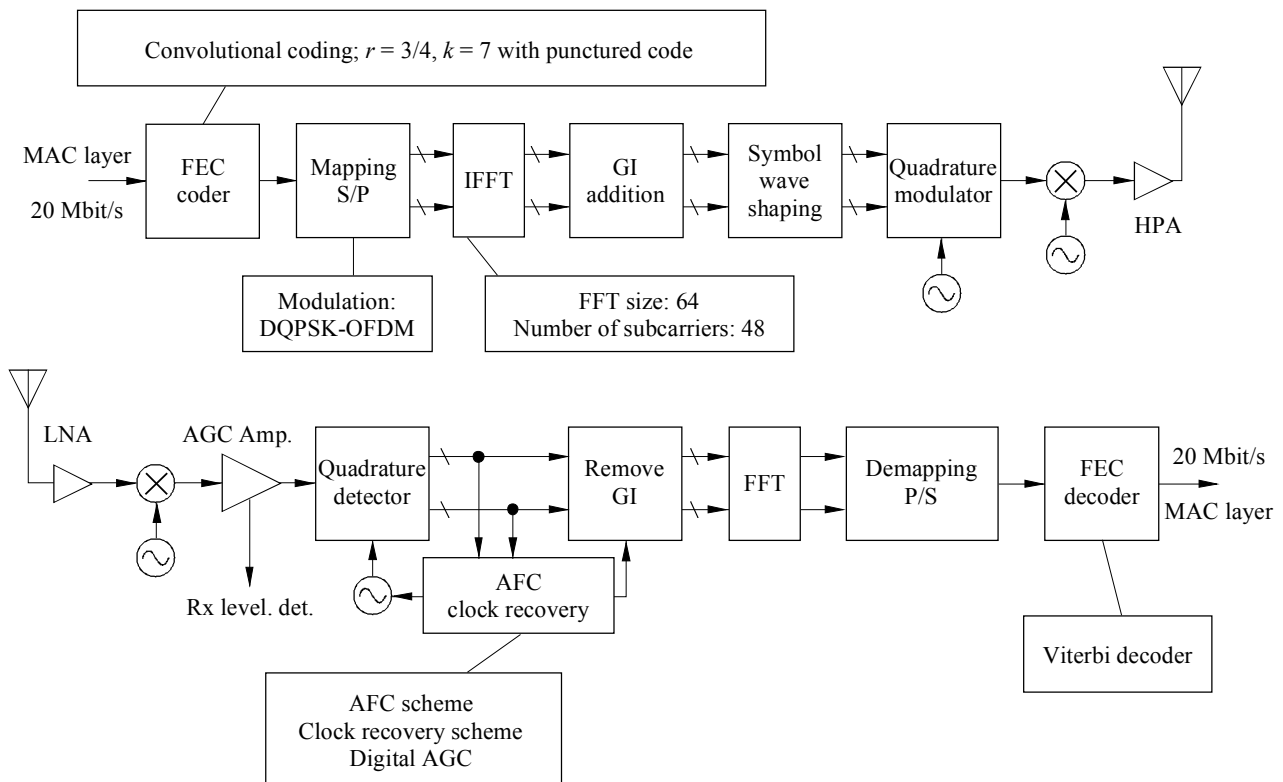 Convolutional coding; r = 3/4, k = 7 with punctured code
MAC layer
20 Mbit/s
FEC
coder
Mapping
S/P
IFFT
GI
addition
Symbol
wave
shaping
Quadrature
modulator
HPA
Modulation:
DQPSK-OFDM
FFT size: 64
Number of subcarriers: 48
LNA
AGC Amp.
Rx level. det.
Quadrature
detector
AFC
clock recovery
Remove
GI
FFT
Demapping
P/S
FEC
decoder
20 Mbit/s
MAC layer
Viterbi decoder
AFC scheme
Clock recovery scheme
Digital AGC